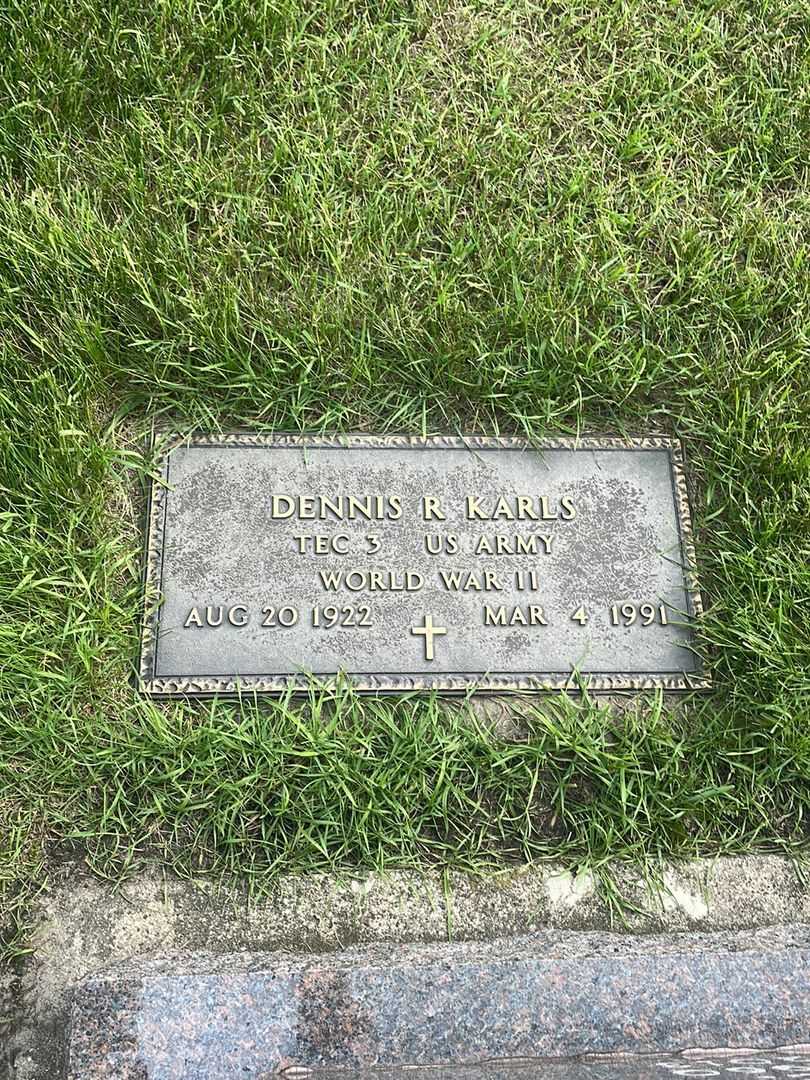 DENNIS R KARLS
TEC 3 US ARMY
WORLD WAR II
AUG 20 1922 MAR 4 1991